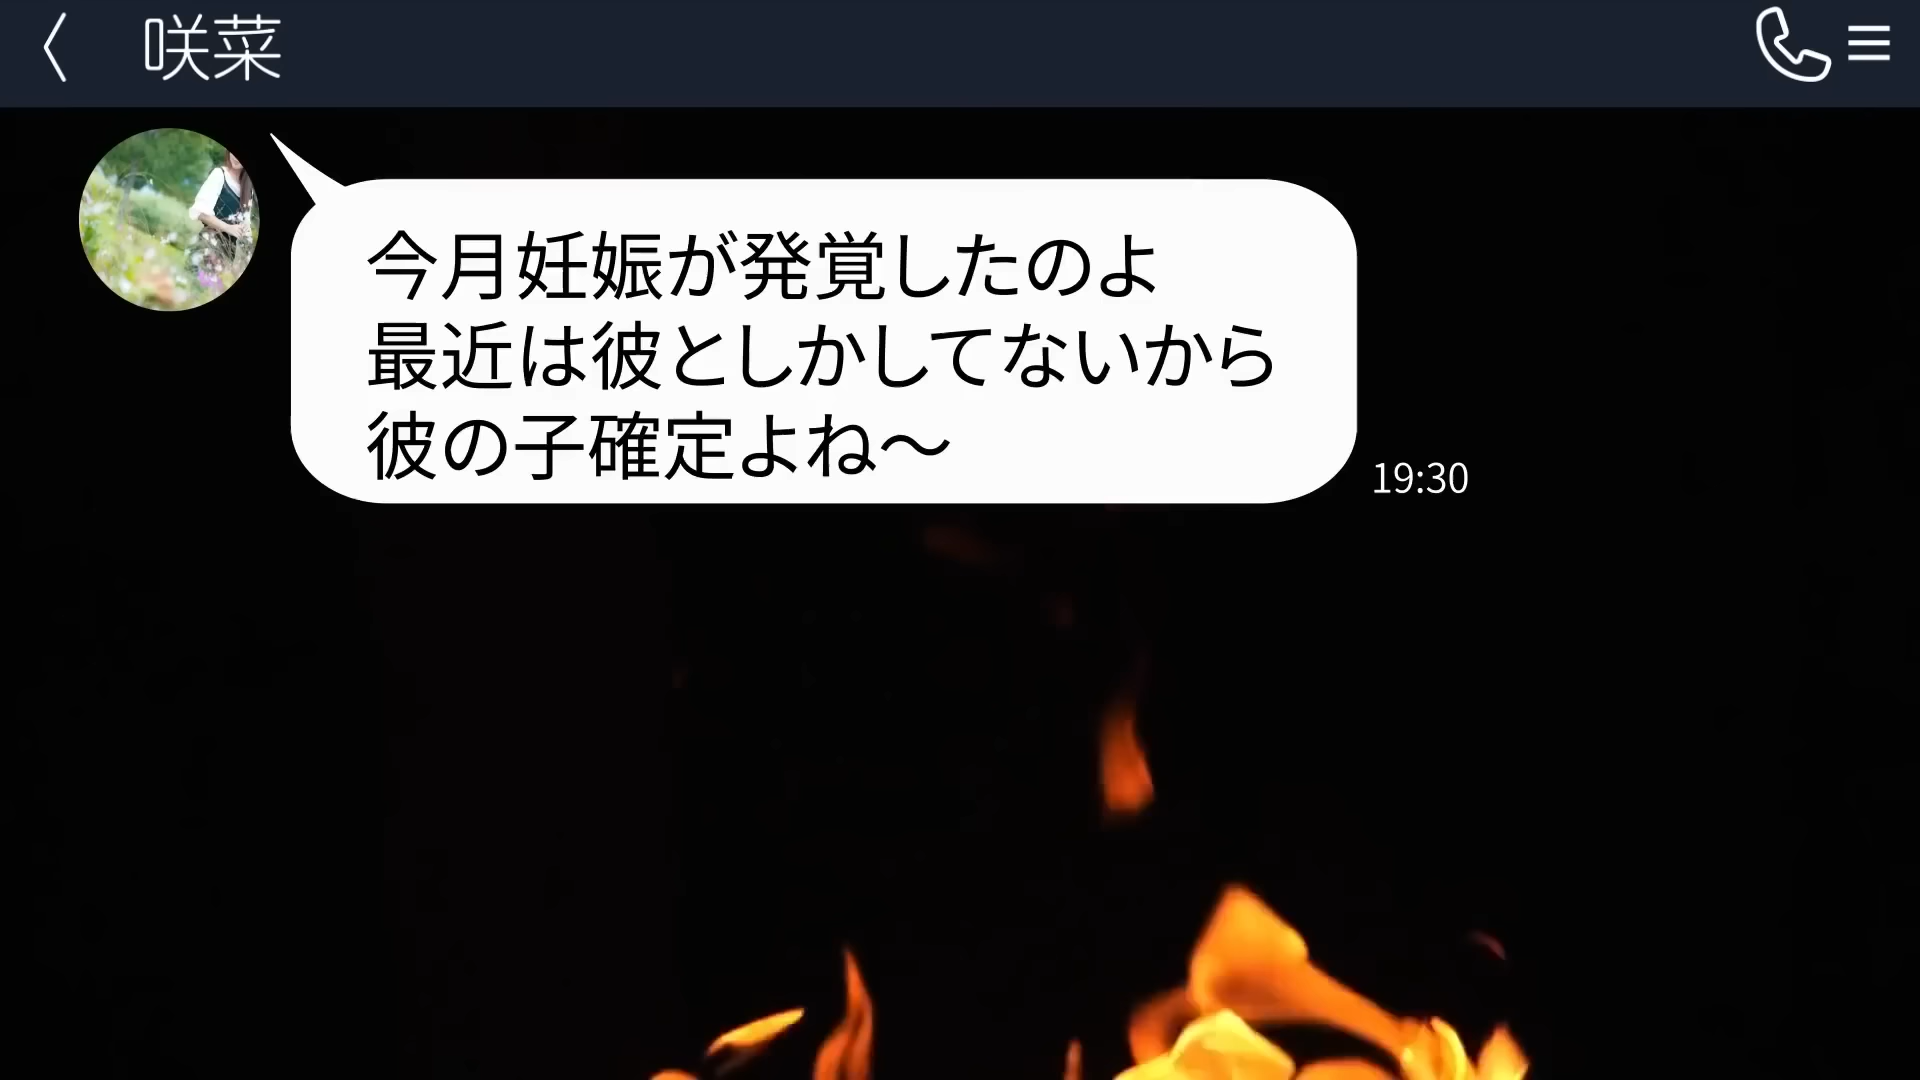 咲菜
今月妊娠が発覚したのよ
最近は彼としかしてないから
彼の子確定よね〜
19:30